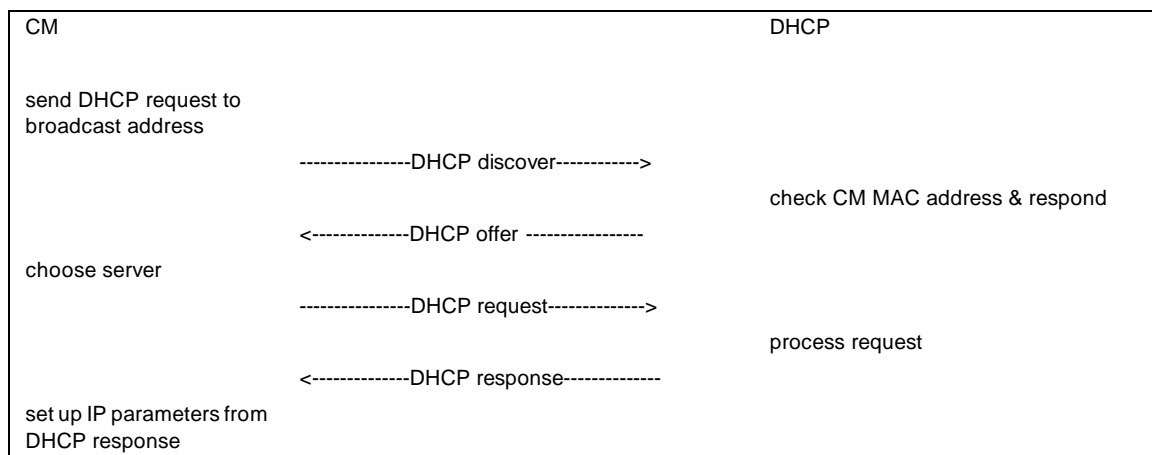 CM DHCP
send DHCP request to
broadcast address
----------------DHCP discover------------>
check CM MAC address & respond
<--------------DHCP offer -----------------
choose server
----------------DHCP request-------------->
process request
<--------------DHCP response--------------
set up IP parameters from
DHCP response